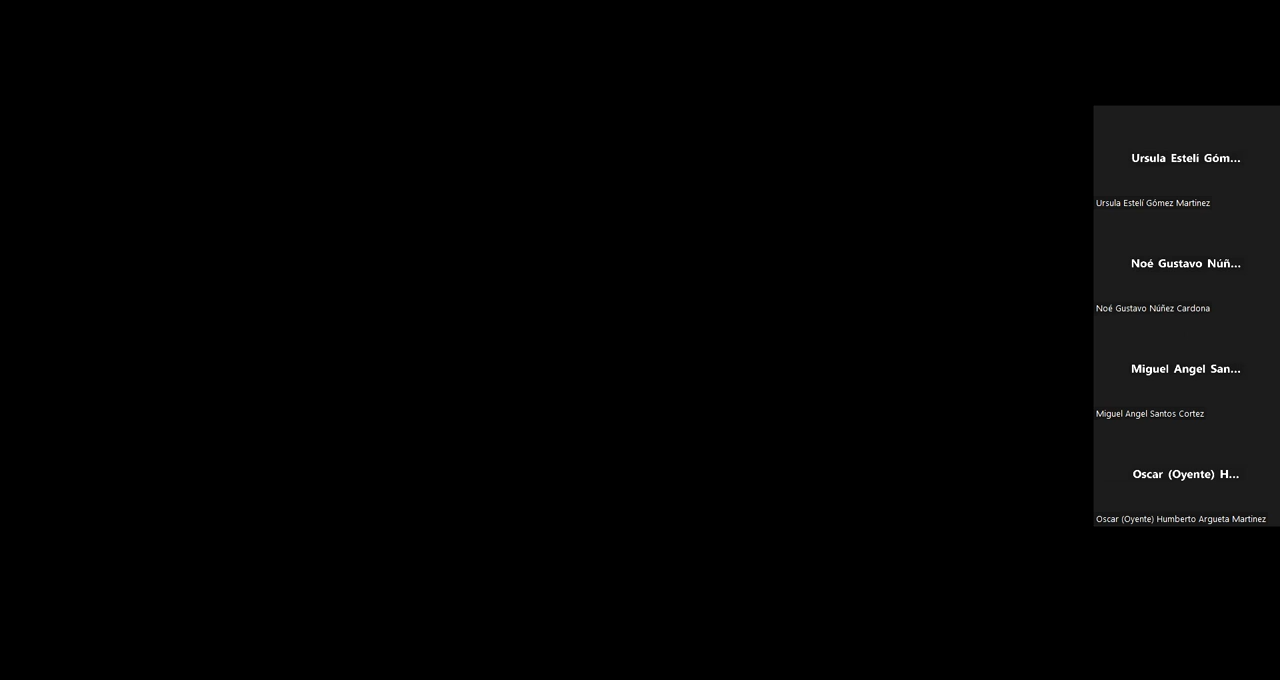 Ursula Esteli Góm...
Ursula Estelí Gómez Martinez
Noé Gustavo Núñ...
Noé Gustavo Núñez Cardona
Miguel Angel San...
Miguel Angel Santos Cortez
Oscar (Oyente) H...
Oscar (Oyente) Humberto Argueta Martinez